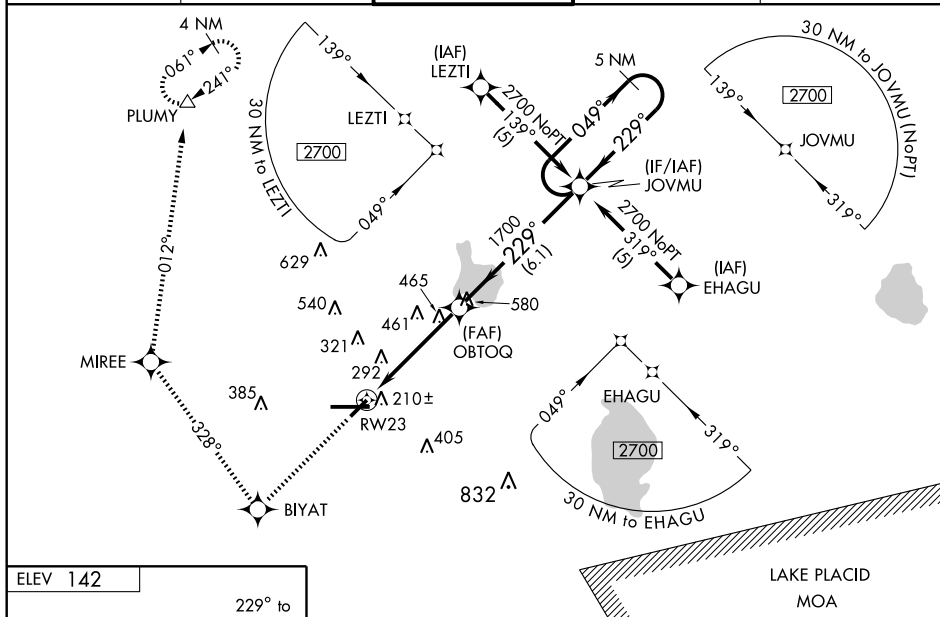 4 NM
061°
241°
PLUMY
139°
LEZTI
30 NM to LEZTI
2700
049°
(IAF)
LEZTI
2700 NoPT
139°
(5)
5 NM
049°
229°
(IF/IAF)
JOVMU
30 NM to JOVMU (NoPT)
139°
2700
JOVMU
319°
2700 NoPT
319°
(5)
(IAF)
EHAGU
1700
229°
(6.1)
012°
629
540
465
461
580
(FAF)
OBTOQ
321
292
MIREE
385
210±
RW23
405
328°
832
BIYAT
049°
EHAGU
319°
2700
30 NM to EHAGU
LAKE PLACID
MOA
ELEV 142
229° to